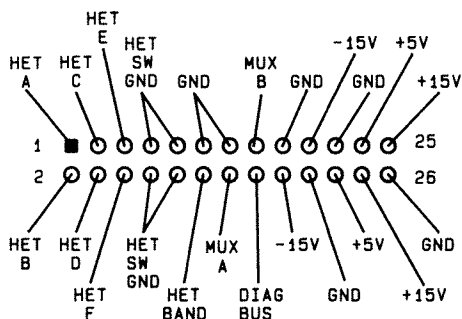 HET
E
HET
SW
GND
HET
A
HET
C
GND
MUX
B
GND
-15V
GND
+5V
+15V
1
25
2
26
HET
B
HET
D
HET
F
HET
SW
GND
HET
BAND
MUX
A
DIAG
BUS
-15V
GND
+5V
+15V
GND